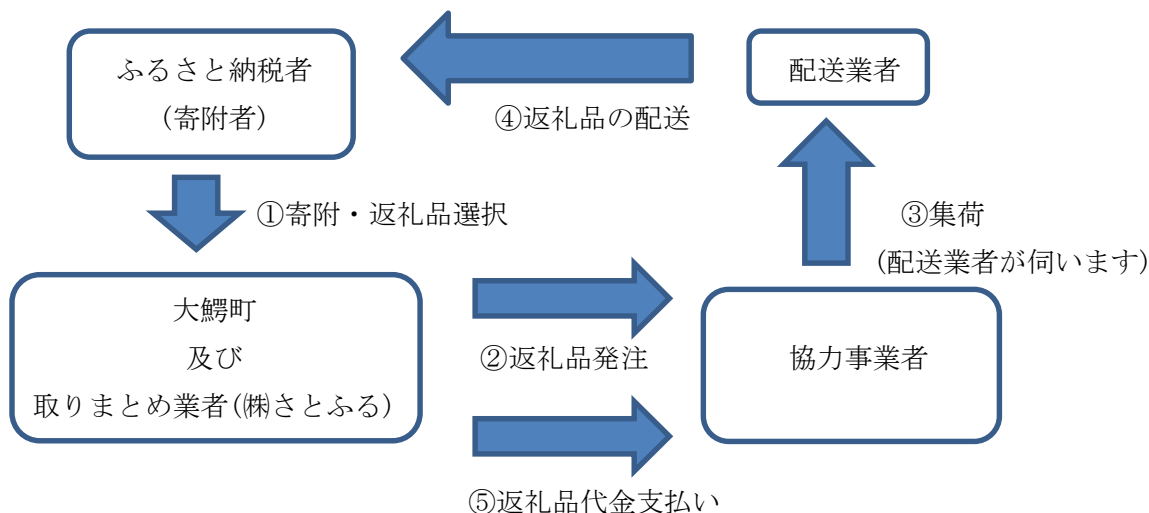 ふるさと納税者
(寄附者)
配送業者
④返礼品の配送
①寄附・返礼品選択
③集荷
(配送業者が伺います)
大鰐町
及び
取りまとめ業者(㈱さとふる)
②返礼品発注
協力事業者
⑤返礼品代金支払い